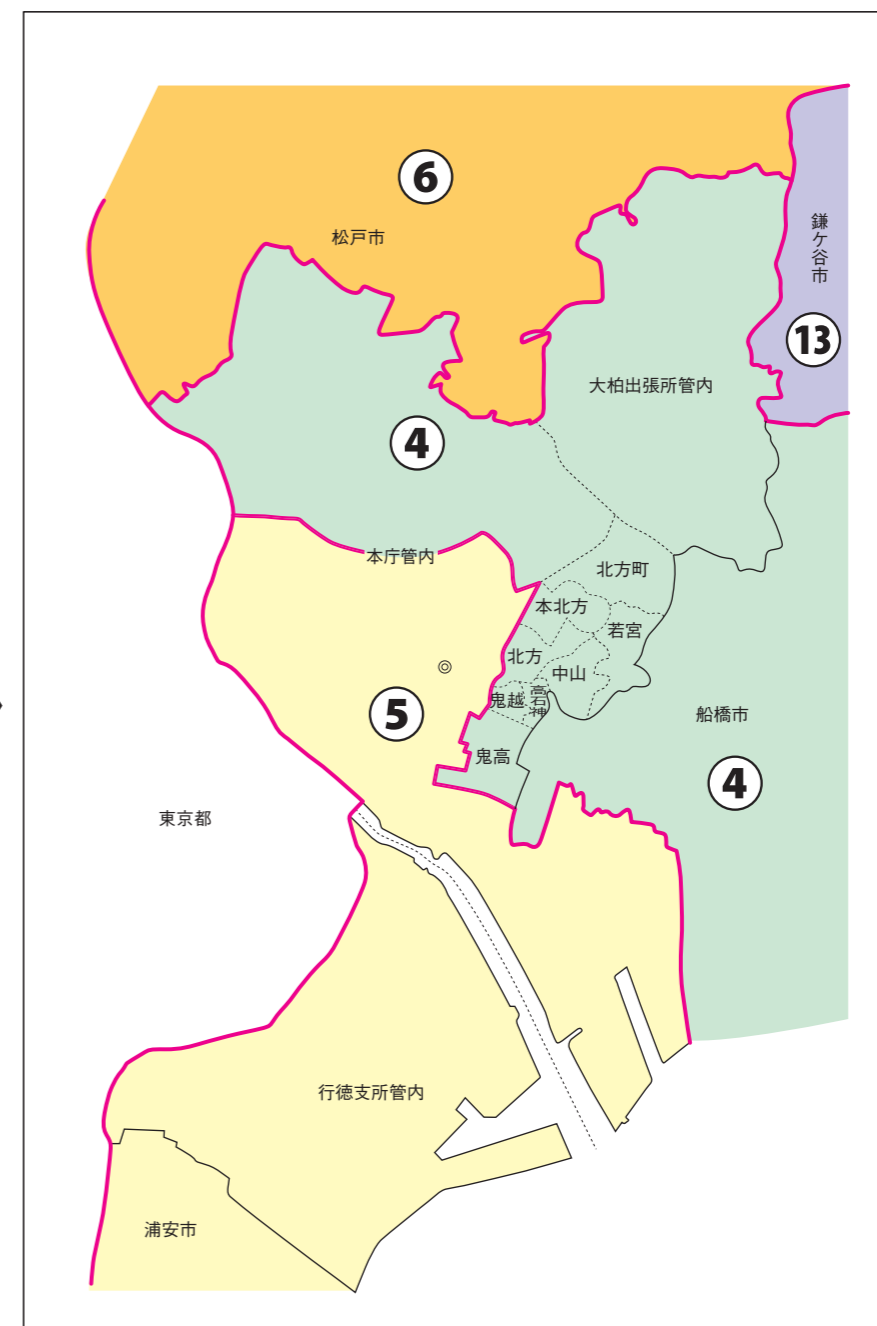 6
松戸市
鎌ケ谷市
13
大柏出張所管内
4
本庁管内
北方町
本北方
若宮
北方
中山
鬼越
高石神
5
船橋市
鬼高
4
東京都
行徳支所管内
浦安市